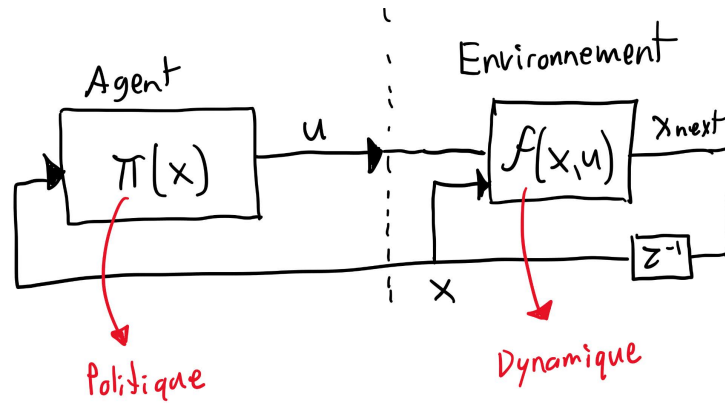 Agent
Environnement
π(x)
u
f(x,u)
xnext
z⁻¹
x
Politique
Dynamique